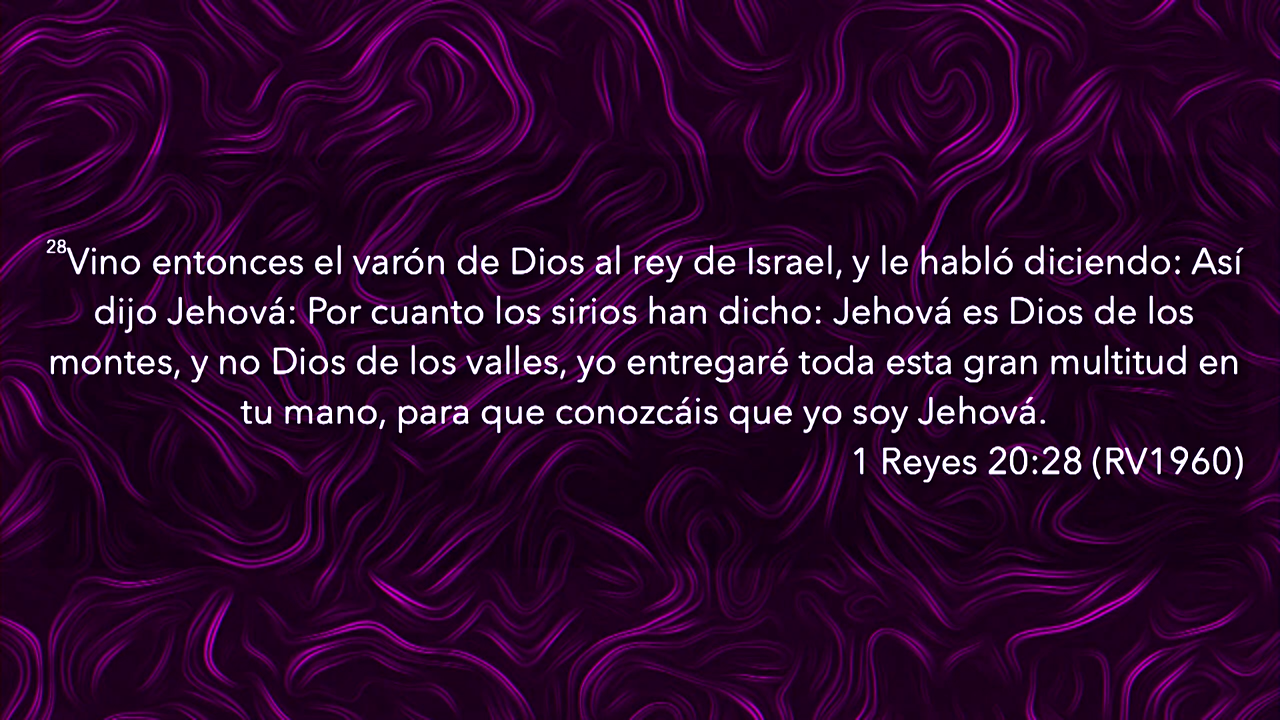 28Vino entonces el varón de Dios al rey de Israel, y le habló diciendo: Así
dijo Jehová: Por cuanto los sirios han dicho: Jehová es Dios de los
montes, y no Dios de los valles, yo entregaré toda esta gran multitud en
tu mano, para que conozcáis que yo soy Jehová.
1 Reyes 20:28 (RV1960)